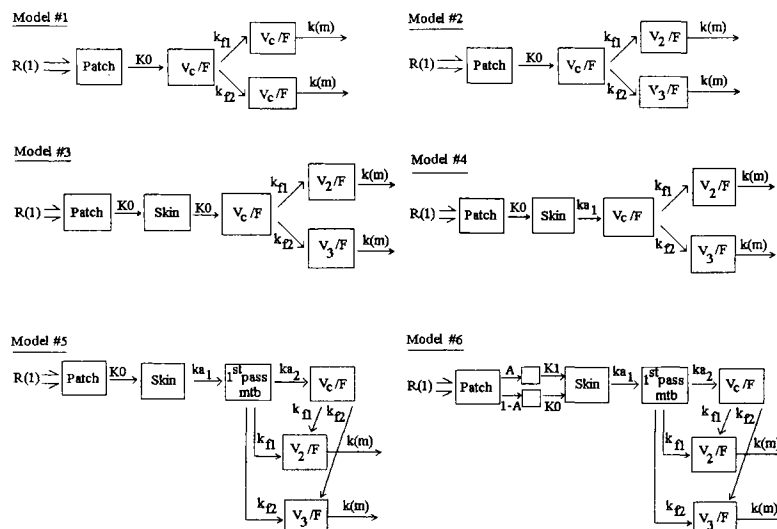 Model #1
R(1) Patch K0 Vc/F kf1 Vc/F k(m)
kf2 Vc/F k(m)
Model #2
R(1) Patch K0 Vc/F kf1 V2/F k(m)
kf2 V3/F k(m)
Model #3
R(1) Patch K0 Skin K0 Vc/F kf1 V2/F k(m)
kf2 V3/F k(m)
Model #4
R(1) Patch K0 Skin ka1 Vc/F kf1 V2/F k(m)
kf2 V3/F k(m)
Model #5
R(1) Patch K0 Skin ka1 1st pass mtb ka2 Vc/F
kf1 kf2
kf1 V2/F k(m)
kf2 V3/F k(m)
Model #6
R(1) Patch A K1 Skin ka1 1st pass mtb ka2 Vc/F
1-A K0
kf1 kf2
kf1 V2/F k(m)
kf2 V3/F k(m)